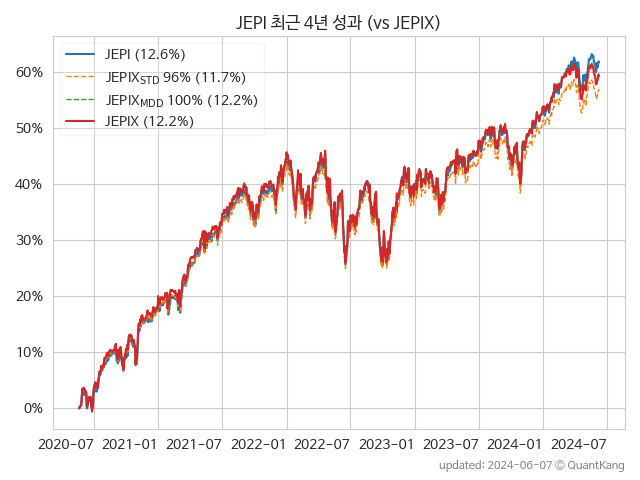 JEPI 최근 4년 성과 (vs JEPIX)
JEPI (12.6%)
JEPIX_STD 96% (11.7%)
JEPIX_MDD 100% (12.2%)
JEPIX (12.2%)
60%
50%
40%
30%
20%
10%
0%
2020-07 2021-01 2021-07 2022-01 2022-07 2023-01 2023-07 2024-01 2024-07
updated: 2024-06-07 © QuantKang